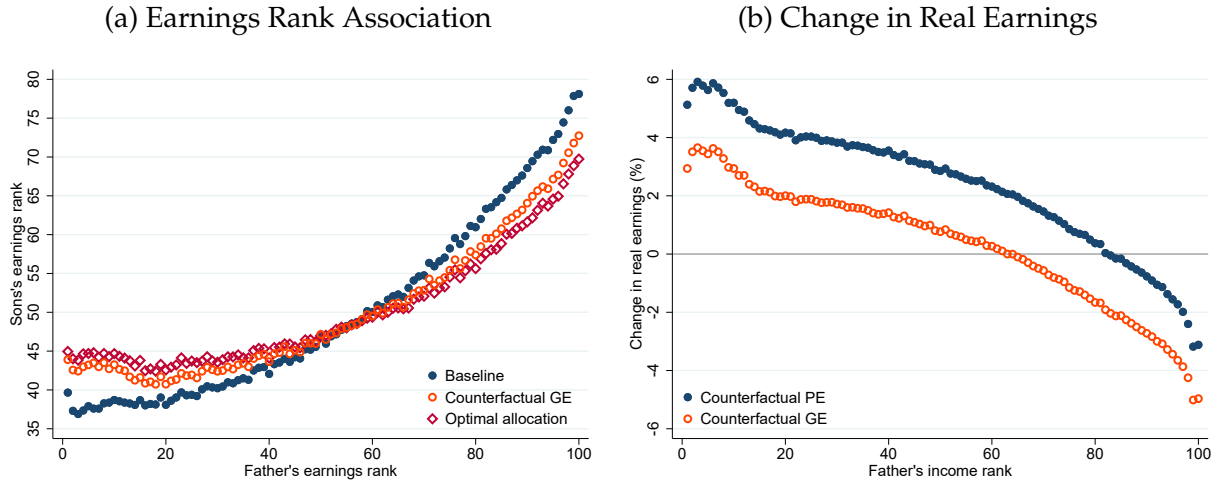 (a) Earnings Rank Association
80
75
70
65
60
55
50
45
40
35
Sons's earnings rank
Baseline
Counterfactual GE
Optimal allocation
0 20 40 60 80 100
Father's earnings rank
(b) Change in Real Earnings
6
4
2
0
-2
-4
-6
Change in real earnings (%)
Counterfactual PE
Counterfactual GE
0 20 40 60 80 100
Father's income rank